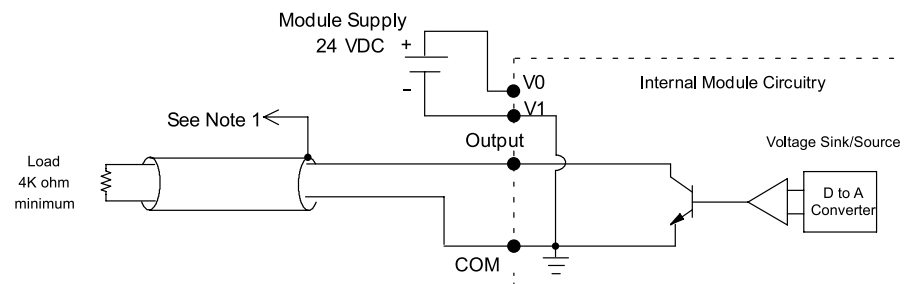 Module Supply
24 VDC
+
–
V0
V1
Internal Module Circuitry
See Note 1
Output
Voltage Sink/Source
Load
4K ohm
minimum
D to A
Converter
COM